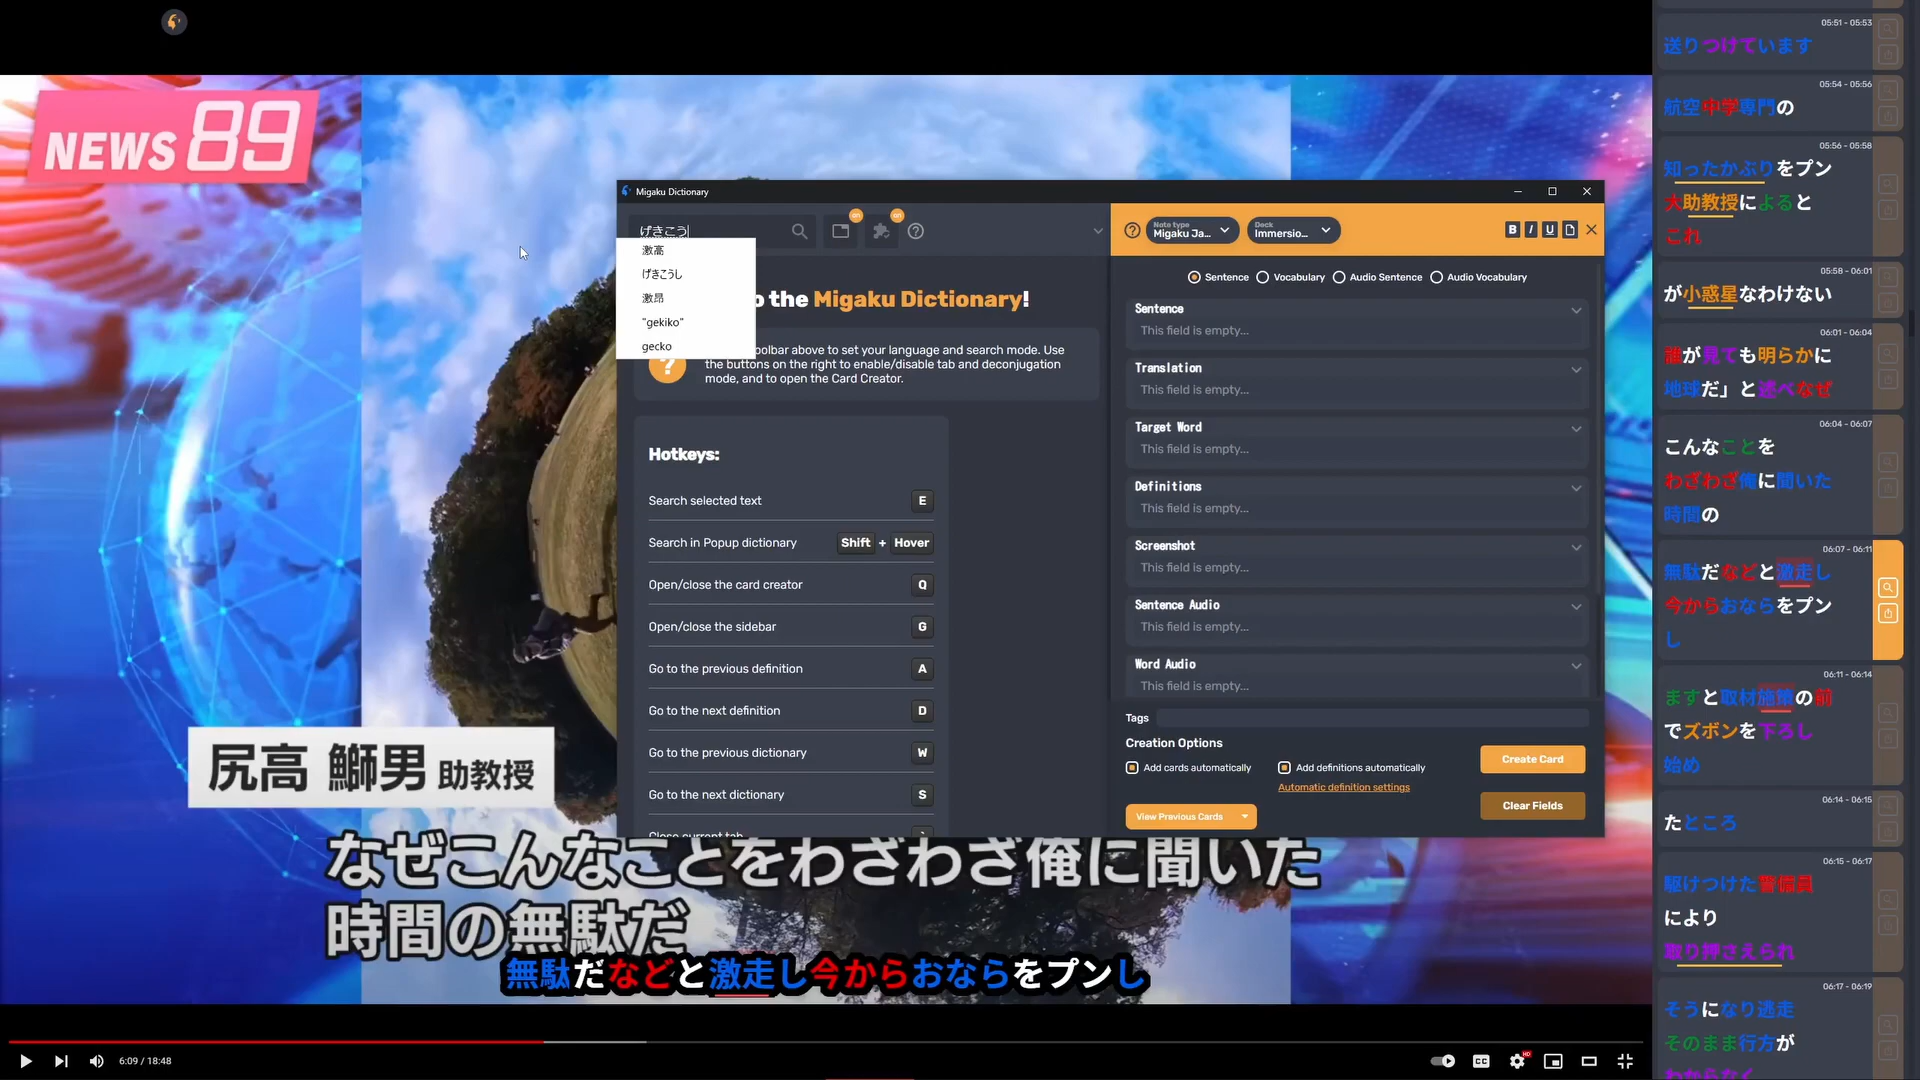 NEWS 89
尻高 鰤男 助教授
なぜこんなことをわざわざ俺に聞いた
時間の無駄だ
無駄だなどと激走し今からおならをプンし
6:09 / 18:48
HD
CC
Migaku Dictionary
げきこう
激高
げきこうし
激昂
"gekiko"
gecko
on
on
o the Migaku Dictionary!
oolbar above to set your language and search mode. Use
the buttons on the right to enable/disable tab and deconjugation
mode, and to open the Card Creator.
Hotkeys:
Search selected text E
Search in Popup dictionary Shift + Hover
Open/close the card creator Q
Open/close the sidebar G
Go to the previous definition A
Go to the next definition D
Go to the previous dictionary W
Go to the next dictionary S
Close current tab
Note type
Migaku Ja...
Deck
Immersio...
B I U
Sentence Vocabulary Audio Sentence Audio Vocabulary
Sentence
This field is empty...
Translation
This field is empty...
Target Word
This field is empty...
Definitions
This field is empty...
Screenshot
This field is empty...
Sentence Audio
This field is empty...
Word Audio
This field is empty...
Tags
Creation Options
Add cards automatically
Add definitions automatically
Automatic definition settings
Create Card
Clear Fields
View Previous Cards
05:51 - 05:53
送りつけています
05:54 - 05:56
航空中学専門の
05:56 - 05:58
知ったかぶりをプン
大助教授によると
これ
05:58 - 06:01
が小惑星なわけない
06:01 - 06:04
誰が見ても明らかに
地球だ」と述べなぜ
06:04 - 06:07
こんなことを
わざわざ俺に聞いた
時間の
06:07 - 06:11
無駄だなどと激走し
今からおならをプン
し
06:11 - 06:14
ますと取材施策の前
でズボンを下ろし
始め
06:14 - 06:15
たところ
06:15 - 06:17
駆けつけた警備員
により
取り押さえられ
06:17 - 06:19
そうになり逃走
そのまま行方が
わからなく